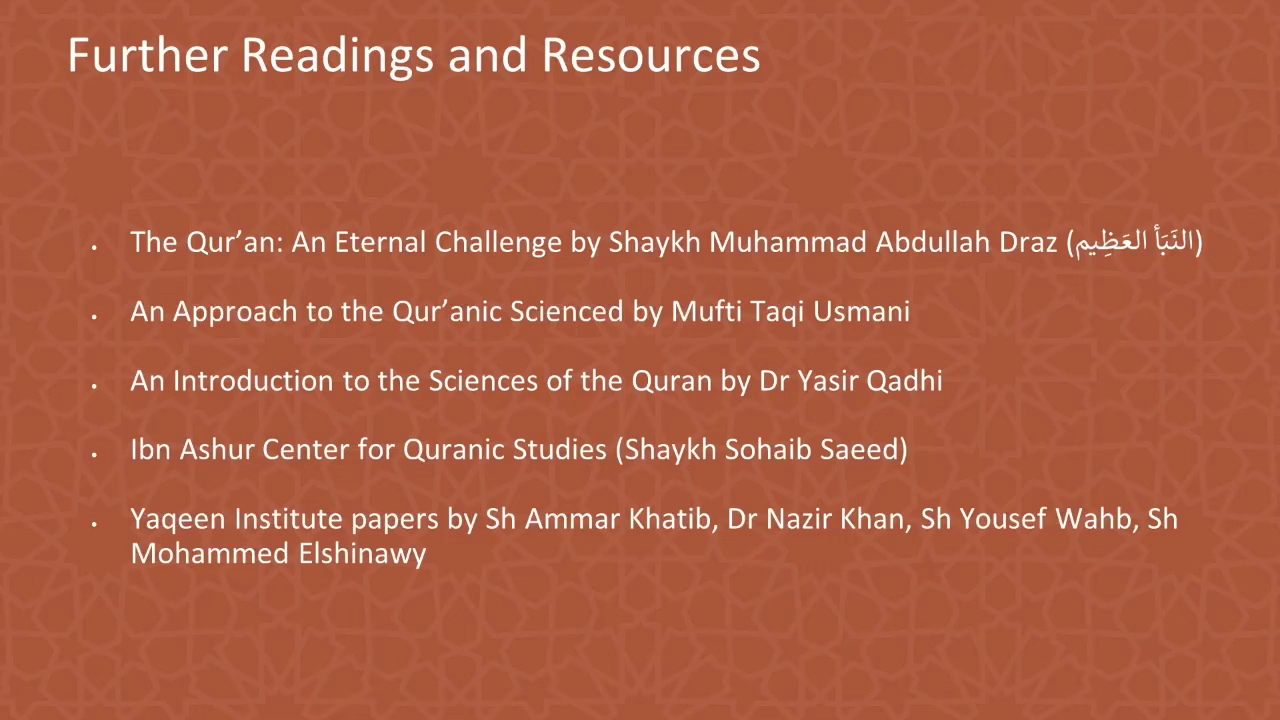 Further Readings and Resources
• The Qur’an: An Eternal Challenge by Shaykh Muhammad Abdullah Draz (النَبَأ العَظِيم)
• An Approach to the Qur’anic Scienced by Mufti Taqi Usmani
• An Introduction to the Sciences of the Quran by Dr Yasir Qadhi
• Ibn Ashur Center for Quranic Studies (Shaykh Sohaib Saeed)
• Yaqeen Institute papers by Sh Ammar Khatib, Dr Nazir Khan, Sh Yousef Wahb, Sh
Mohammed Elshinawy